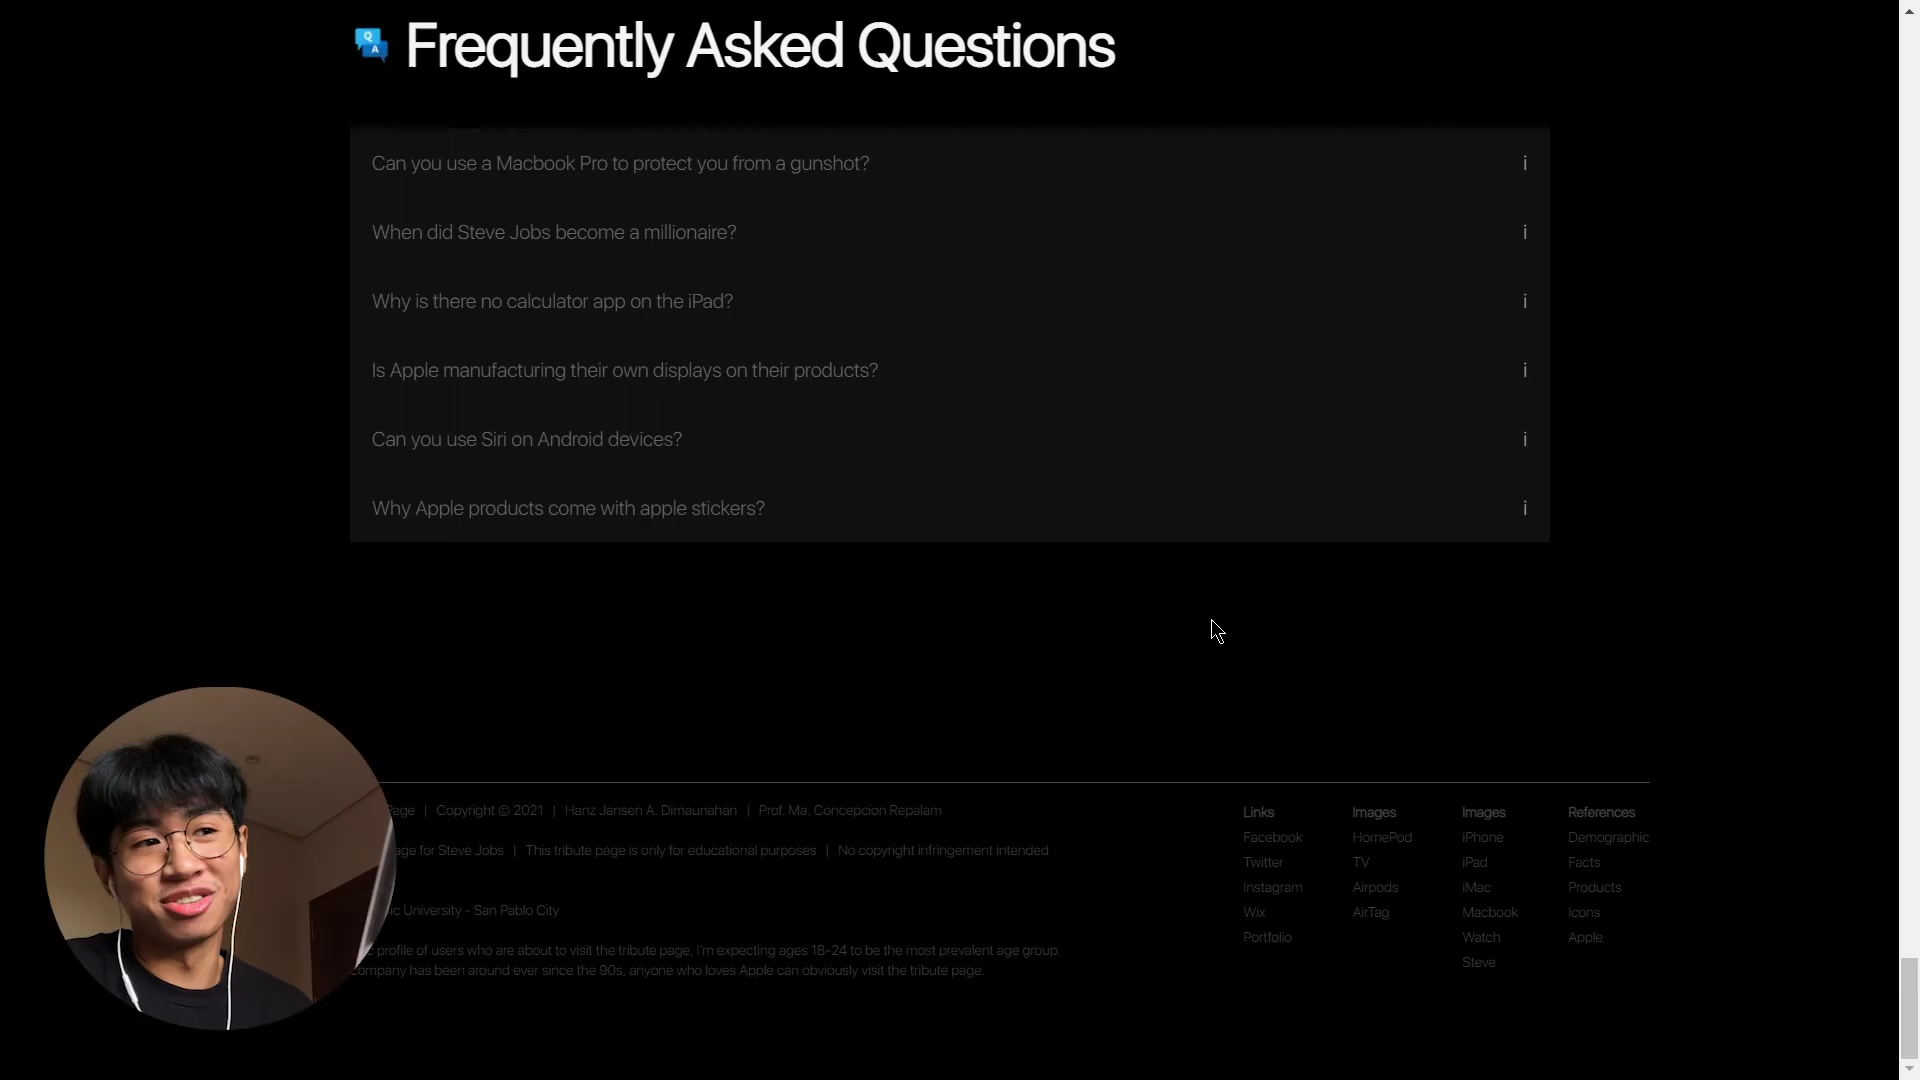 Q
A
Frequently Asked Questions
Can you use a Macbook Pro to protect you from a gunshot? i
When did Steve Jobs become a millionaire? i
Why is there no calculator app on the iPad? i
Is Apple manufacturing their own displays on their products? i
Can you use Siri on Android devices? i
Why Apple products come with apple stickers? i
Page | Copyright © 2021 | Hanz Jansen A. Dimaunahan | Prof. Ma. Concepcion Repalam
for Steve Jobs | This tribute page is only for educational purposes | No copyright infringement intended
University - San Pablo City
profile of users who are about to visit the tribute page. I'm expecting ages 18-24 to be the most prevalent age group.
company has been around ever since the 90s, anyone who loves Apple can obviously visit the tribute page.
Links
Facebook
Twitter
Instagram
Wix
Portfolio
Images
HomePod
TV
Airpods
AirTag
Images
iPhone
iPad
iMac
Macbook
Watch
Steve
References
Demographic
Facts
Products
Icons
Apple